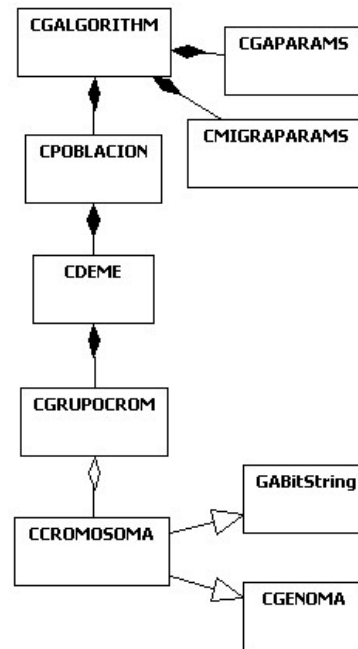 CGALGORITHM
CGAPARAMS
CMIGRAPARAMS
CPOBLACION
CDEME
CGRUPOCROM
GABitString
CCROMOSOMA
CGENOMA